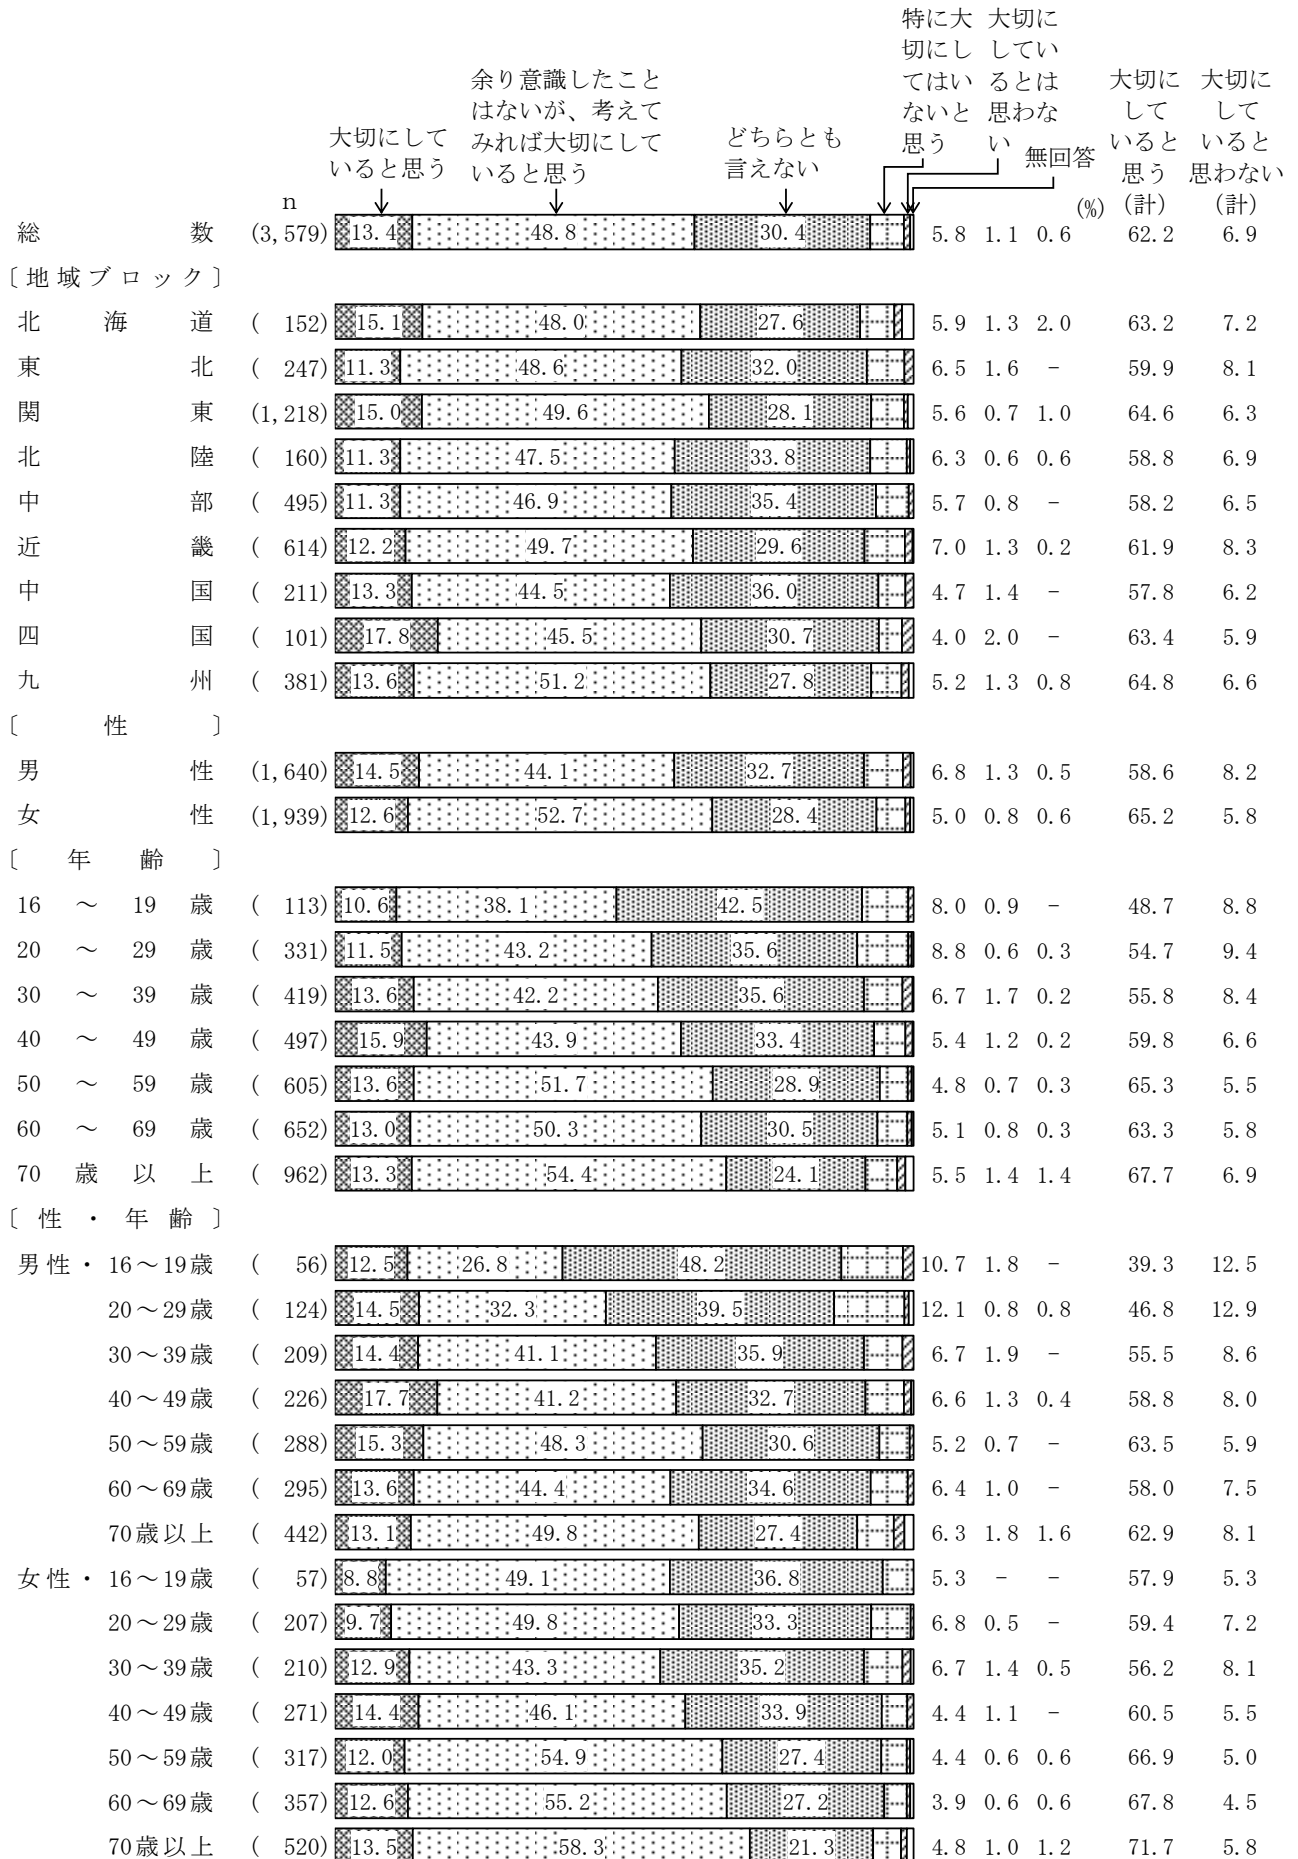 特に大 大切に
切にし してい
余り意識したこと てはい るとは 大切に 大切に
はないが、考えて ないと 思わな して して
大切にして みれば大切にして どちらとも 思う い いると いると
いると思う いると思う 言えない 無回答 思う 思わない
n (%) (計) (計)
総数 (3,579) 13.4 48.8 30.4 5.8 1.1 0.6 62.2 6.9
〔地域ブロック〕
北海道 ( 152) 15.1 48.0 27.6 5.9 1.3 2.0 63.2 7.2
東北 ( 247) 11.3 48.6 32.0 6.5 1.6 - 59.9 8.1
関東 (1,218) 15.0 49.6 28.1 5.6 0.7 1.0 64.6 6.3
北陸 ( 160) 11.3 47.5 33.8 6.3 0.6 0.6 58.8 6.9
中部 ( 495) 11.3 46.9 35.4 5.7 0.8 - 58.2 6.5
近畿 ( 614) 12.2 49.7 29.6 7.0 1.3 0.2 61.9 8.3
中国 ( 211) 13.3 44.5 36.0 4.7 1.4 - 57.8 6.2
四国 ( 101) 17.8 45.5 30.7 4.0 2.0 - 63.4 5.9
九州 ( 381) 13.6 51.2 27.8 5.2 1.3 0.8 64.8 6.6
〔性〕
男性 (1,640) 14.5 44.1 32.7 6.8 1.3 0.5 58.6 8.2
女性 (1,939) 12.6 52.7 28.4 5.0 0.8 0.6 65.2 5.8
〔年齢〕
16～19歳 ( 113) 10.6 38.1 42.5 8.0 0.9 - 48.7 8.8
20～29歳 ( 331) 11.5 43.2 35.6 8.8 0.6 0.3 54.7 9.4
30～39歳 ( 419) 13.6 42.2 35.6 6.7 1.7 0.2 55.8 8.4
40～49歳 ( 497) 15.9 43.9 33.4 5.4 1.2 0.2 59.8 6.6
50～59歳 ( 605) 13.6 51.7 28.9 4.8 0.7 0.3 65.3 5.5
60～69歳 ( 652) 13.0 50.3 30.5 5.1 0.8 0.3 63.3 5.8
70歳以上 ( 962) 13.3 54.4 24.1 5.5 1.4 1.4 67.7 6.9
〔性・年齢〕
男性・16～19歳 ( 56) 12.5 26.8 48.2 10.7 1.8 - 39.3 12.5
20～29歳 ( 124) 14.5 32.3 39.5 12.1 0.8 0.8 46.8 12.9
30～39歳 ( 209) 14.4 41.1 35.9 6.7 1.9 - 55.5 8.6
40～49歳 ( 226) 17.7 41.2 32.7 6.6 1.3 0.4 58.8 8.0
50～59歳 ( 288) 15.3 48.3 30.6 5.2 0.7 - 63.5 5.9
60～69歳 ( 295) 13.6 44.4 34.6 6.4 1.0 - 58.0 7.5
70歳以上 ( 442) 13.1 49.8 27.4 6.3 1.8 1.6 62.9 8.1
女性・16～19歳 ( 57) 8.8 49.1 36.8 5.3 - - 57.9 5.3
20～29歳 ( 207) 9.7 49.8 33.3 6.8 0.5 - 59.4 7.2
30～39歳 ( 210) 12.9 43.3 35.2 6.7 1.4 0.5 56.2 8.1
40～49歳 ( 271) 14.4 46.1 33.9 4.4 1.1 - 60.5 5.5
50～59歳 ( 317) 12.0 54.9 27.4 4.4 0.6 0.6 66.9 5.0
60～69歳 ( 357) 12.6 55.2 27.2 3.9 0.6 0.6 67.8 4.5
70歳以上 ( 520) 13.5 58.3 21.3 4.8 1.0 1.2 71.7 5.8